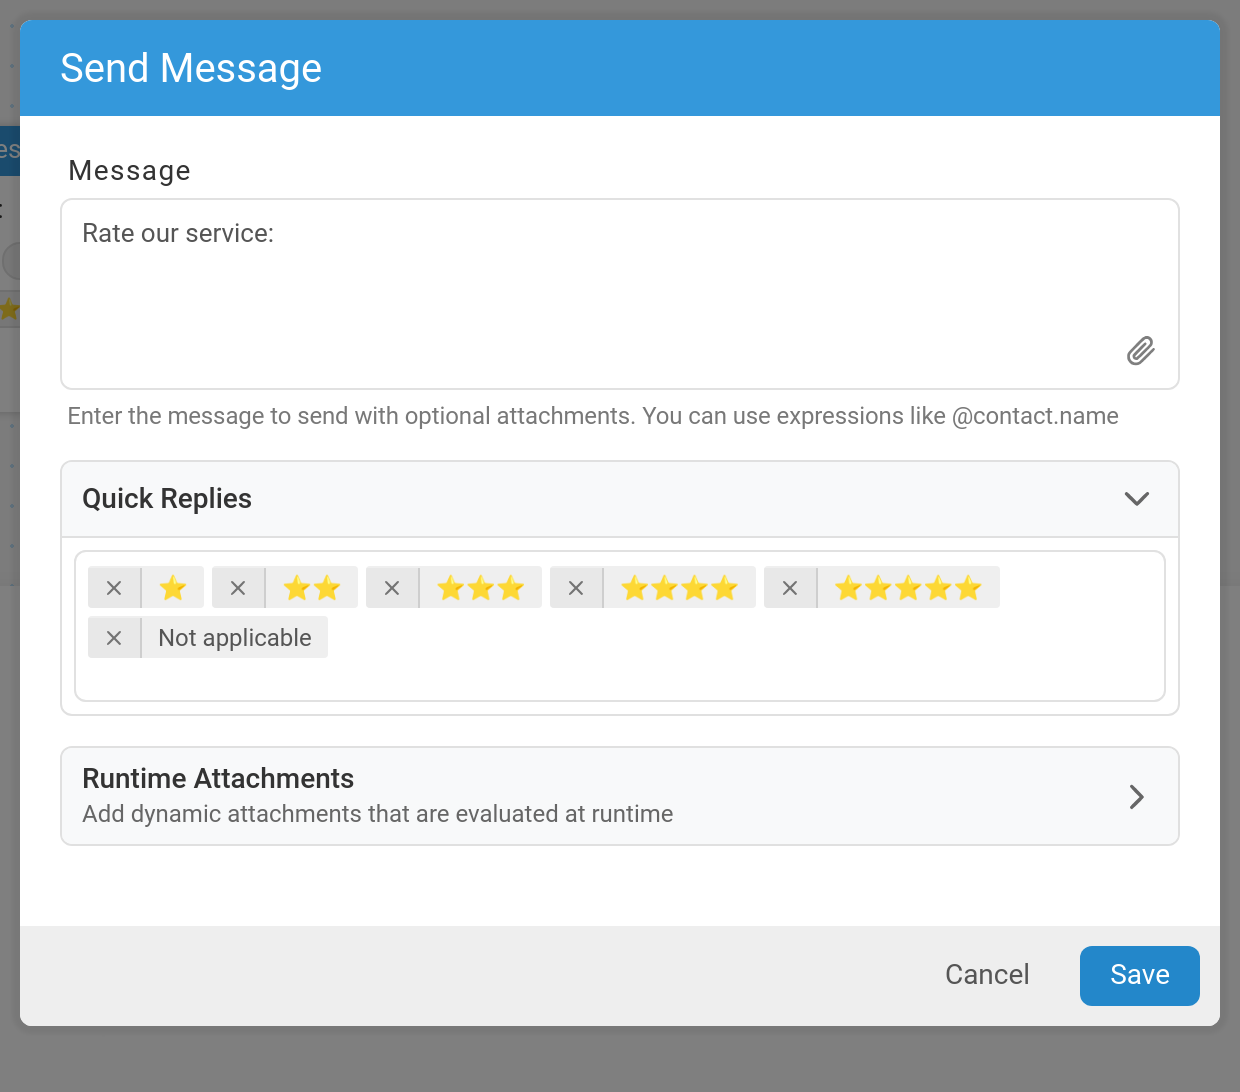 Send Message
es
Message
Rate our service:
Enter the message to send with optional attachments. You can use expressions like @contact.name
Quick Replies
⭐ ⭐⭐ ⭐⭐⭐ ⭐⭐⭐⭐ ⭐⭐⭐⭐⭐
Not applicable
Runtime Attachments
Add dynamic attachments that are evaluated at runtime
Cancel Save